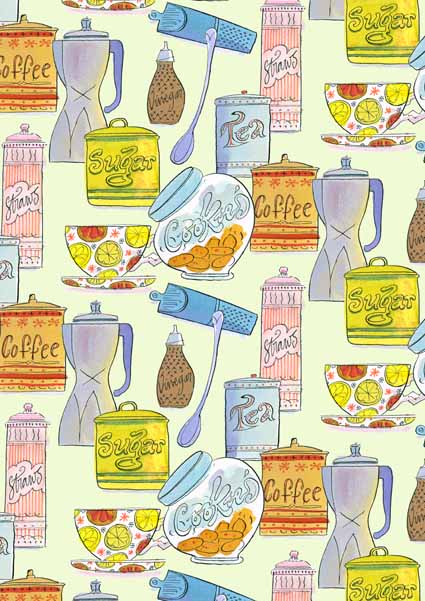 Sugar
Coffee
Straws
Vinegar
Tea
Sugar
Straws
Coffee
Cookies
Tea
Sugar
Straws
Coffee
Vinegar
Tea
Sugar
Straws
Coffee
Sugar
Cookies